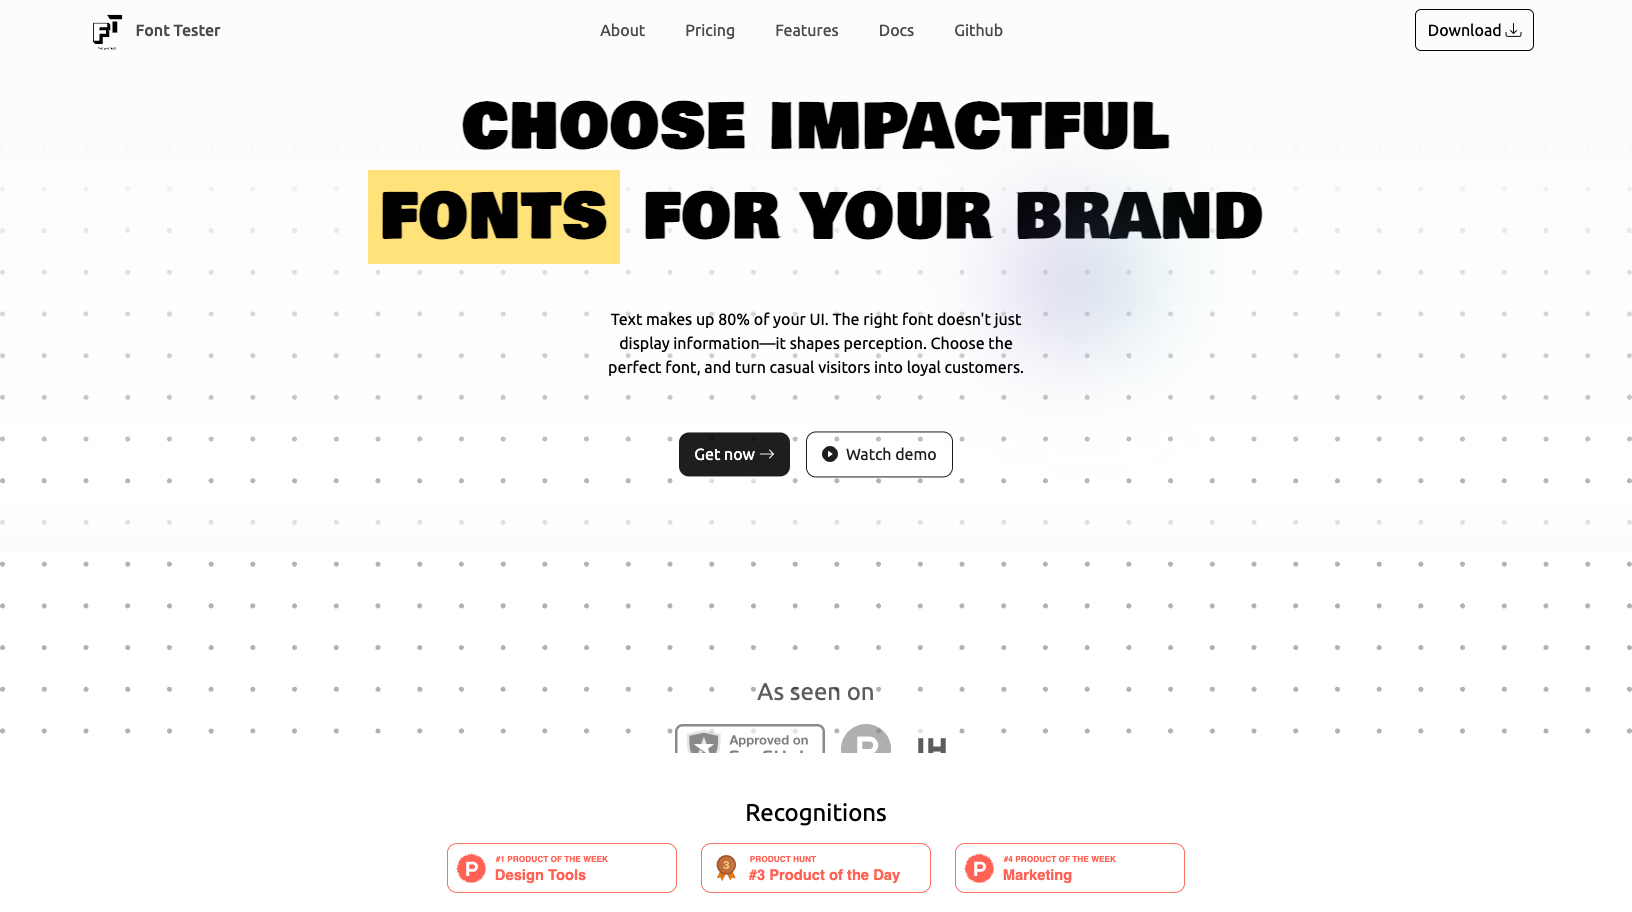 Font Tester
About
Pricing
Features
Docs
Github
Download
CHOOSE IMPACTFUL
FONTS FOR YOUR BRAND
Text makes up 80% of your UI. The right font doesn't just
display information—it shapes perception. Choose the
perfect font, and turn casual visitors into loyal customers.
Get now
Watch demo
As seen on
Approved on
P
IH
Recognitions
P
#1 PRODUCT OF THE WEEK
Design Tools
3
PRODUCT HUNT
#3 Product of the Day
P
#4 PRODUCT OF THE WEEK
Marketing